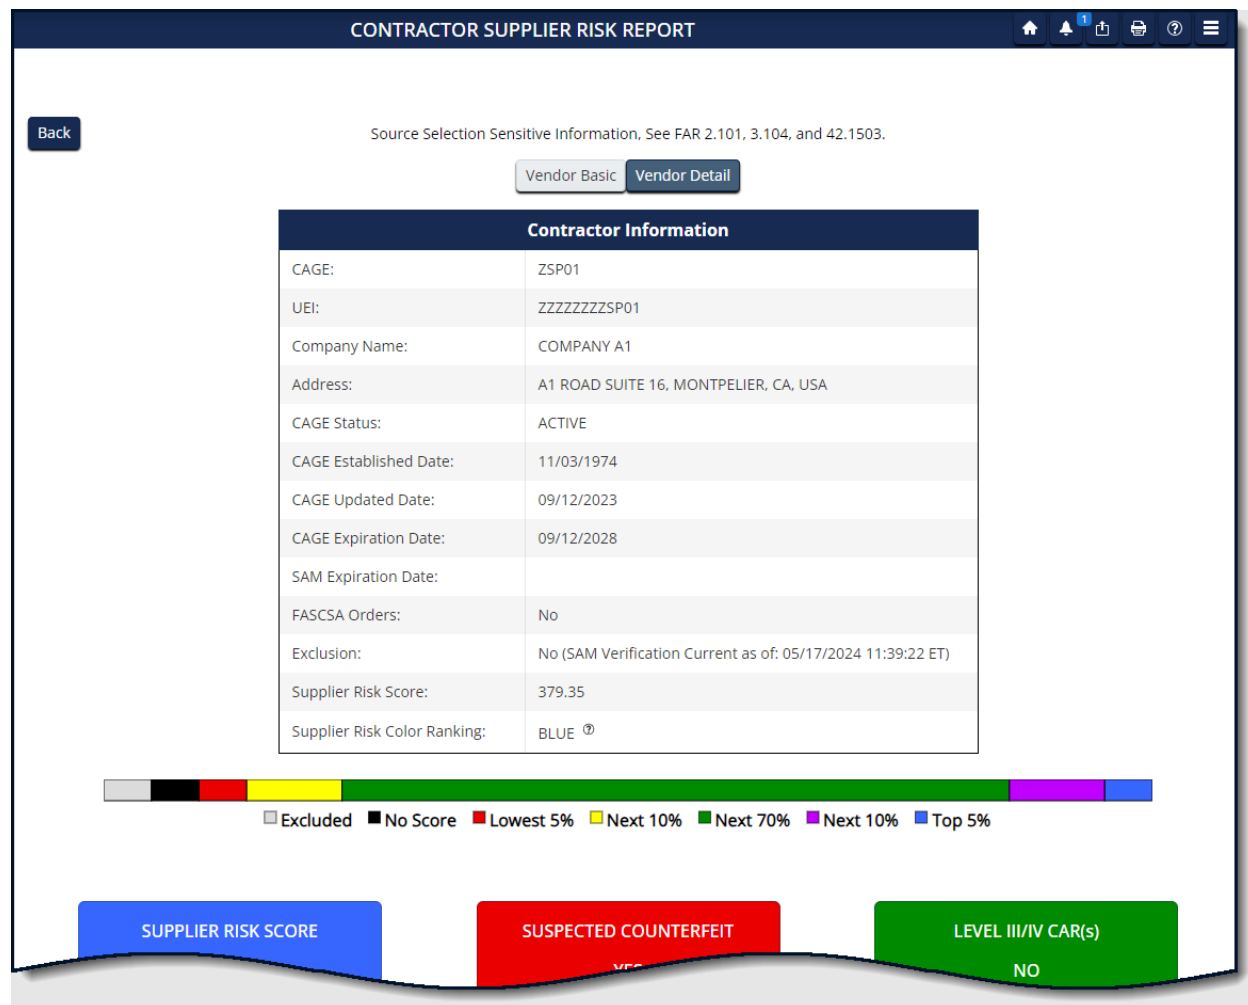 CONTRACTOR SUPPLIER RISK REPORT
1
Back
Source Selection Sensitive Information, See FAR 2.101, 3.104, and 42.1503.
Vendor Basic Vendor Detail
Contractor Information
CAGE: ZSP01
UEI: ZZZZZZZZSP01
Company Name: COMPANY A1
Address: A1 ROAD SUITE 16, MONTPELIER, CA, USA
CAGE Status: ACTIVE
CAGE Established Date: 11/03/1974
CAGE Updated Date: 09/12/2023
CAGE Expiration Date: 09/12/2028
SAM Expiration Date:
FASCSA Orders: No
Exclusion: No (SAM Verification Current as of: 05/17/2024 11:39:22 ET)
Supplier Risk Score: 379.35
Supplier Risk Color Ranking: BLUE ?
Excluded No Score Lowest 5% Next 10% Next 70% Next 10% Top 5%
SUPPLIER RISK SCORE SUSPECTED COUNTERFEIT LEVEL III/IV CAR(s)
YES NO